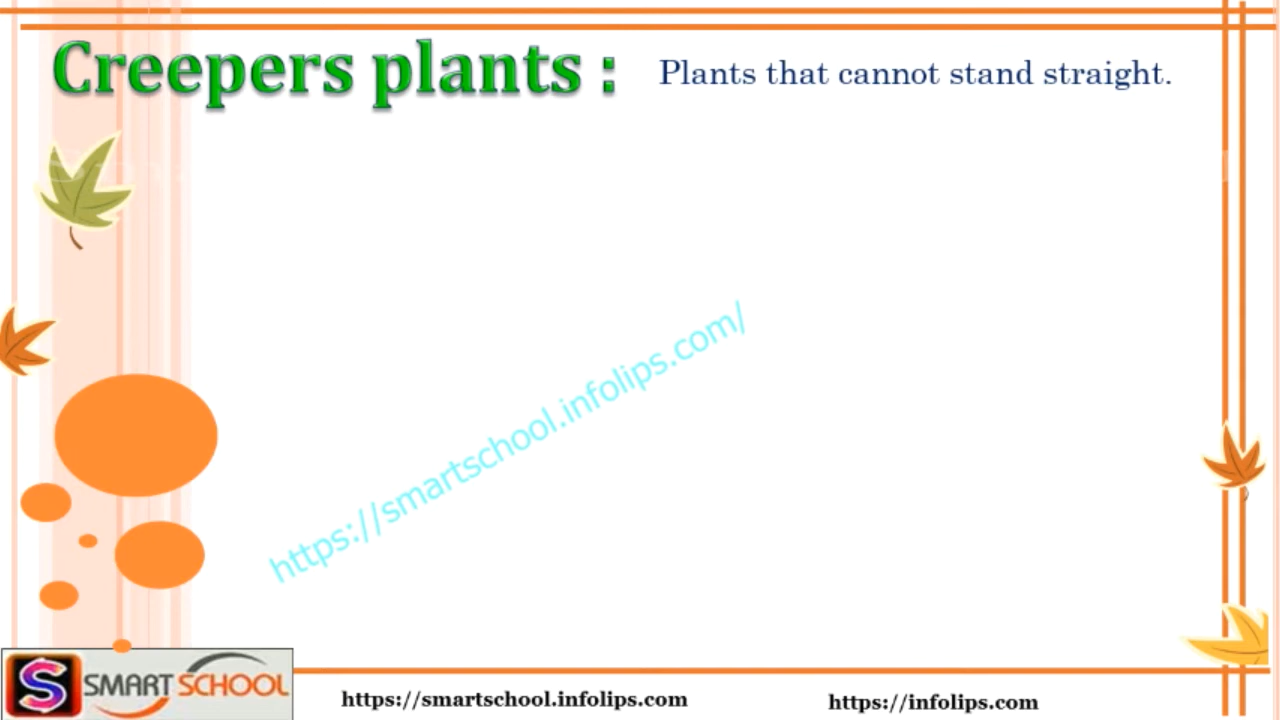 Creepers plants : Plants that cannot stand straight.
https://smartschool.infolips.com/
S SMART SCHOOL
https://smartschool.infolips.com https://infolips.com